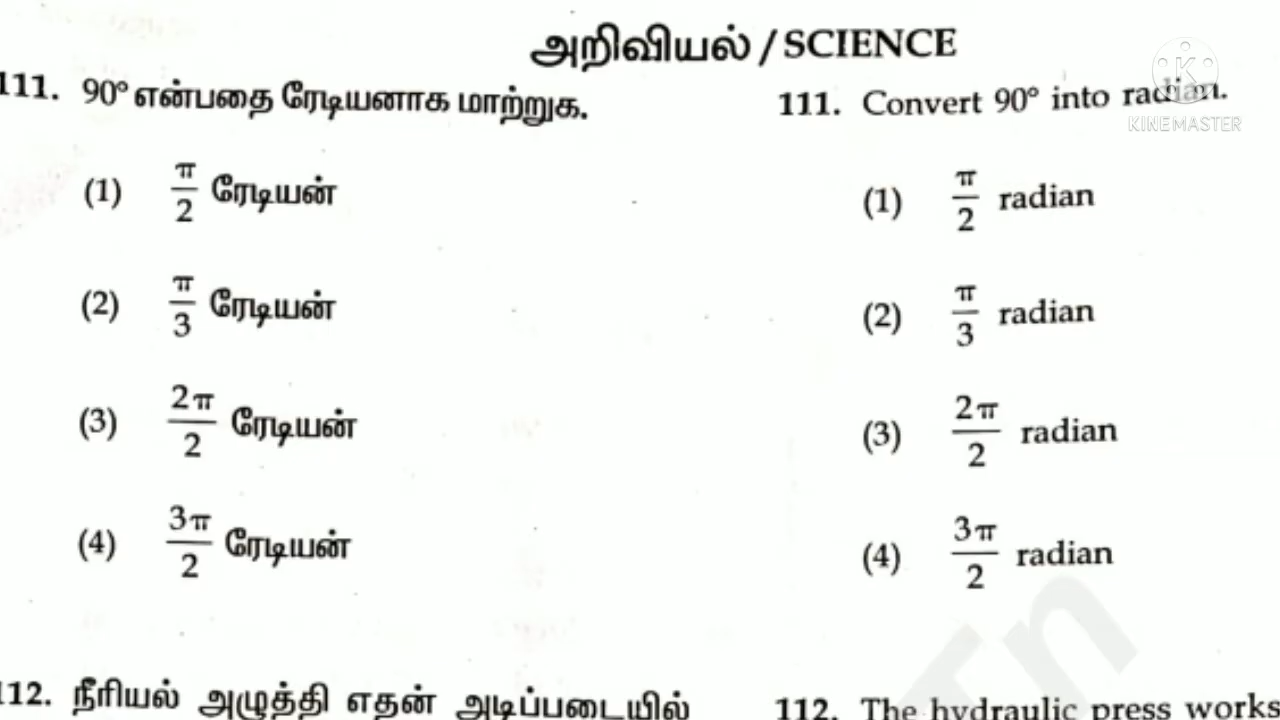 அறிவியல் / SCIENCE
111. 90° என்பதை ரேடியனாக மாற்றுக.
(1) π/2 ரேடியன்
(2) π/3 ரேடியன்
(3) 2π/2 ரேடியன்
(4) 3π/2 ரேடியன்
112. நீரியல் அழுத்தி எதன் அடிப்படையில்
111. Convert 90° into radian.
(1) π/2 radian
(2) π/3 radian
(3) 2π/2 radian
(4) 3π/2 radian
112. The hydraulic press works
K
KINEMASTER
Tn